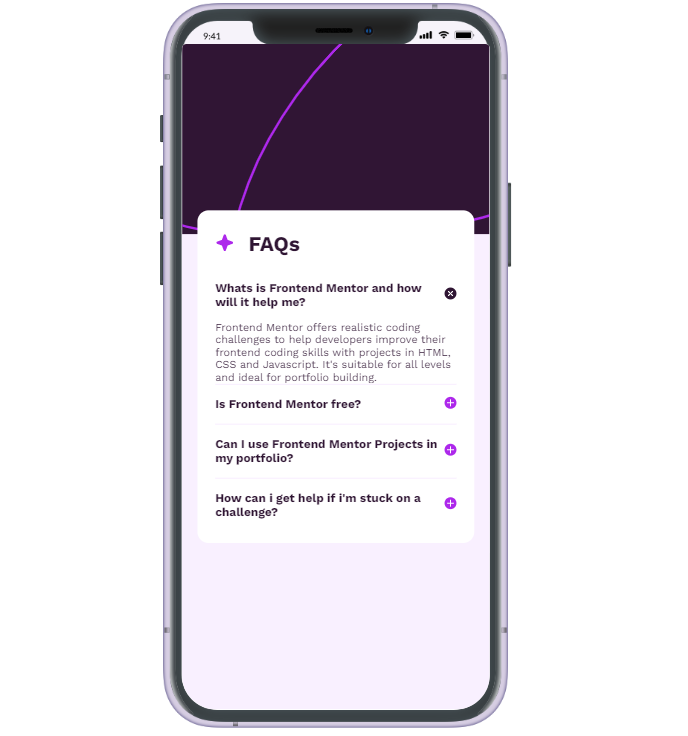 9:41
FAQs
Whats is Frontend Mentor and how
will it help me?
Frontend Mentor offers realistic coding
challenges to help developers improve their
frontend coding skills with projects in HTML,
CSS and Javascript. It's suitable for all levels
and ideal for portfolio building.
Is Frontend Mentor free?
Can I use Frontend Mentor Projects in
my portfolio?
How can i get help if i'm stuck on a
challenge?